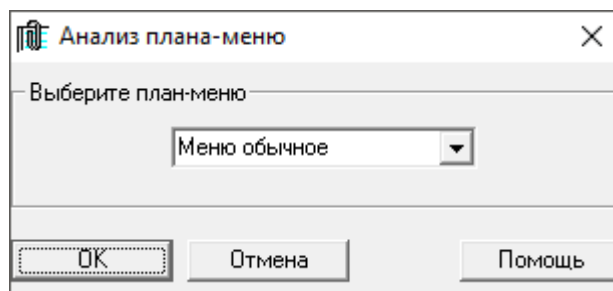 Анализ плана-меню
Выберите план-меню
Меню обычное
OK
Отмена
Помощь